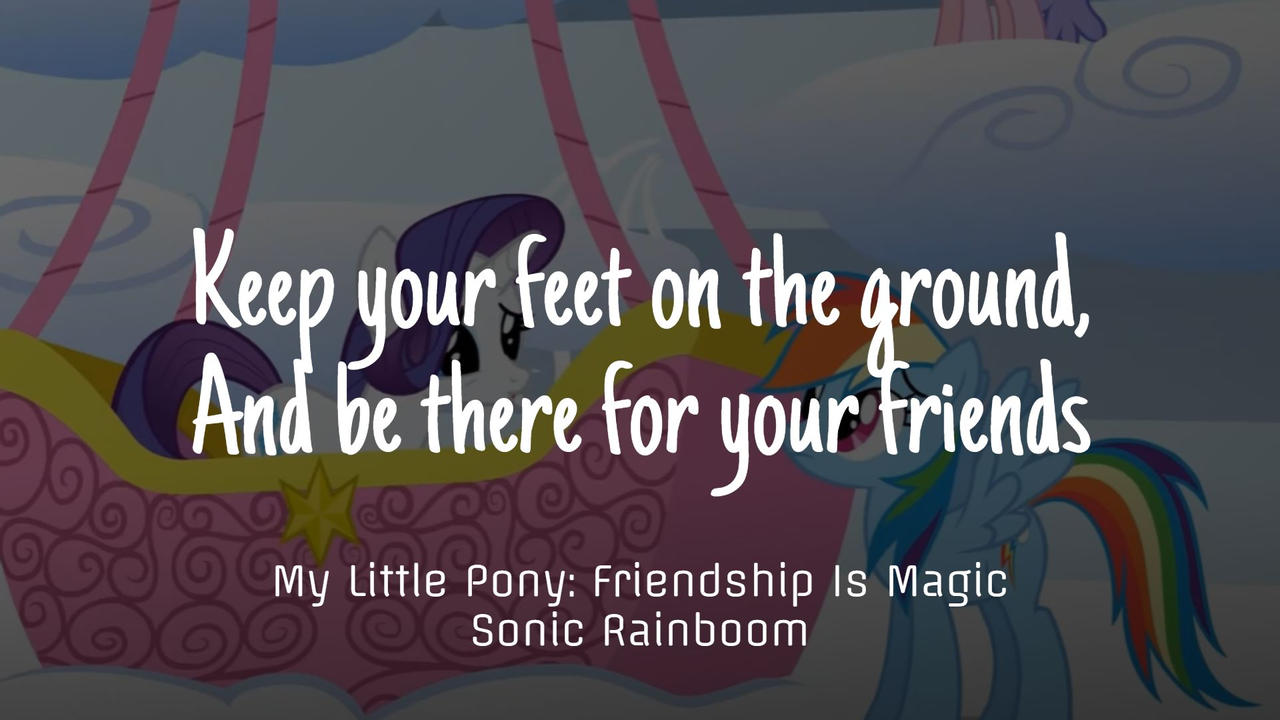 Keep your feet on the ground,
And be there for your friends
My Little Pony: Friendship Is Magic
Sonic Rainboom